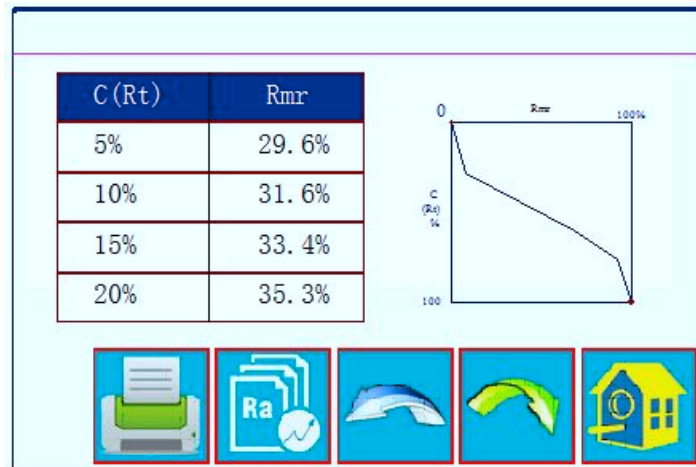 C(Rt) Rmr
5% 29.6%
10% 31.6%
15% 33.4%
20% 35.3%
0 Rmr 100%
C
(Rt)
%
100
Ra